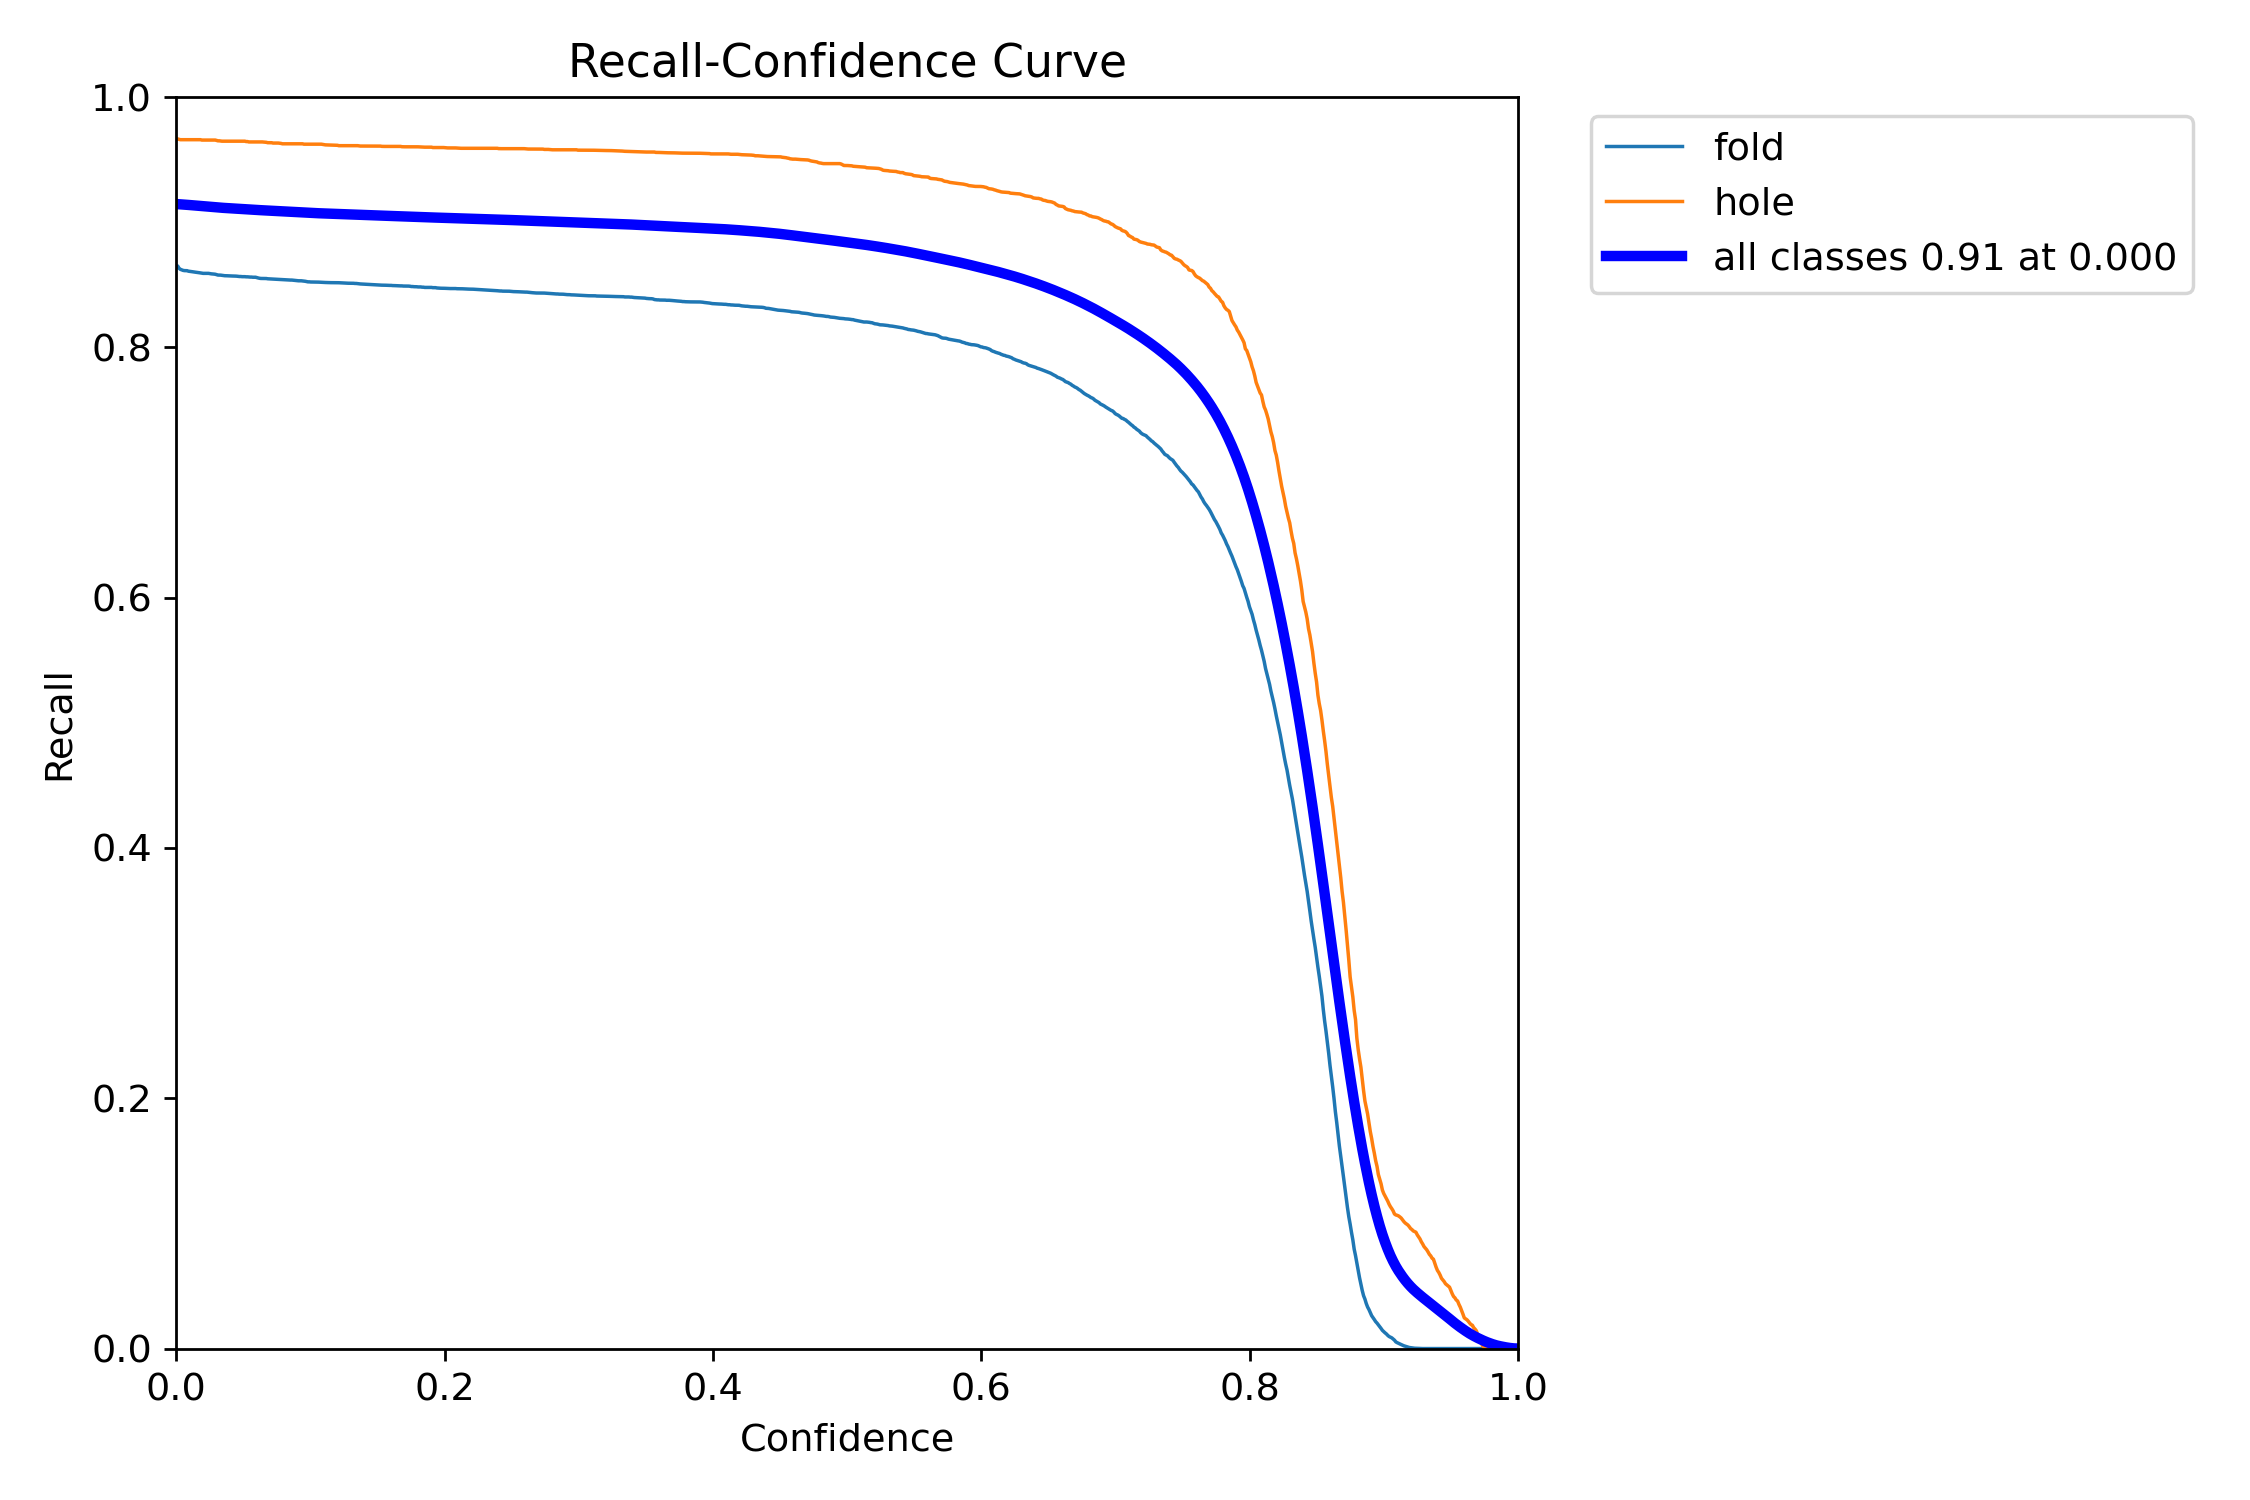 Recall-Confidence Curve
1.0
0.8
0.6
0.4
0.2
0.0
Recall
0.0 0.2 0.4 0.6 0.8 1.0
Confidence
fold
hole
all classes 0.91 at 0.000